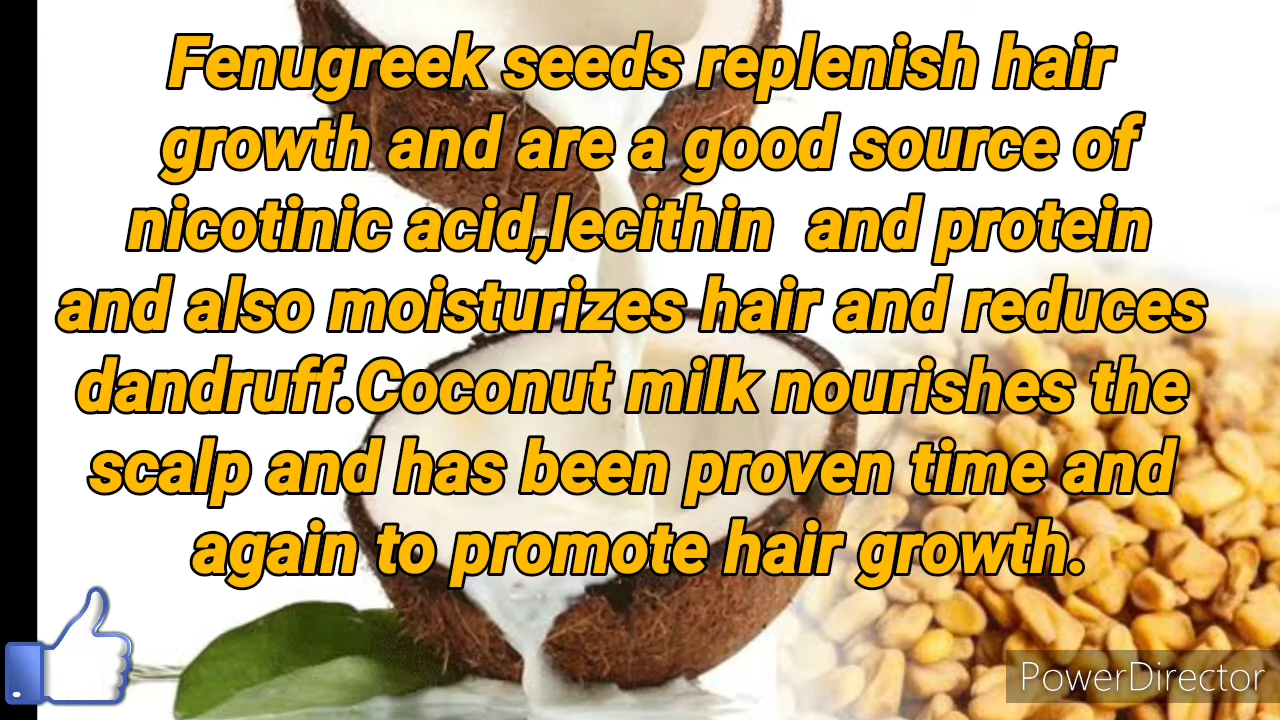 Fenugreek seeds replenish hair
growth and are a good source of
nicotinic acid,lecithin  and protein
and also moisturizes hair and reduces
dandruff.Coconut milk nourishes the
scalp and has been proven time and
again to promote hair growth.
PowerDirector